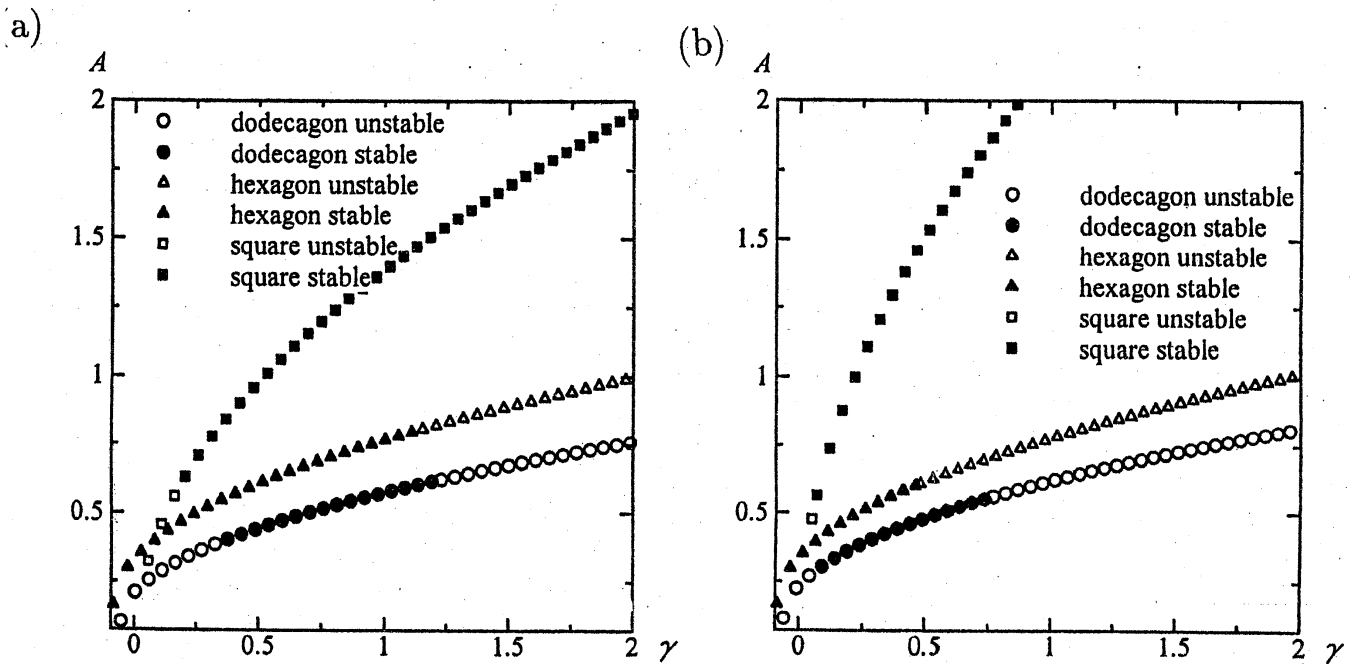 a)
A
2
1.5
1
0.5
0
0.5
1
1.5
2
γ
dodecagon unstable
dodecagon stable
hexagon unstable
hexagon stable
square unstable
square stable
(b)
A
2
1.5
1
0.5
0
0.5
1
1.5
2
γ
dodecagon unstable
dodecagon stable
hexagon unstable
hexagon stable
square unstable
square stable